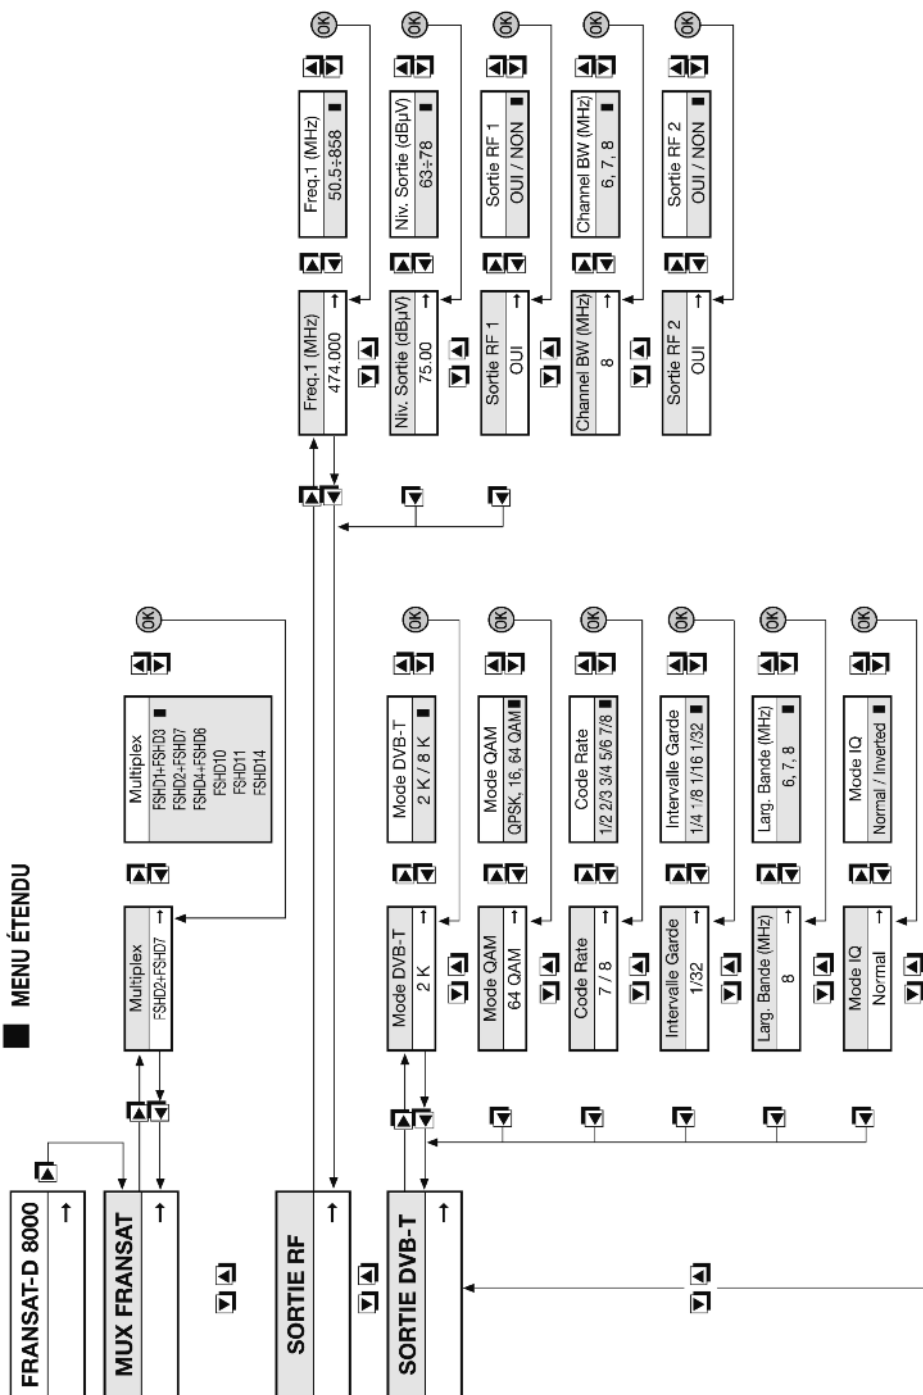 MENU ÉTENDU
FRANSAT-D 8000
→
MUX FRANSAT
→
Multiplex
FSHD2+FSHD7 →
Multiplex
FSHD1+FSHD3
FSHD2+FSHD7
FSHD4+FSHD6
FSHD10
FSHD11
FSHD14
OK
SORTIE RF
→
Freq.1 (MHz)
474.000 →
Freq.1 (MHz)
50.5÷858
OK
Niv. Sortie (dBµV)
75.00 →
Niv. Sortie (dBµV)
63÷78
OK
Sortie RF 1
OUI →
Sortie RF 1
OUI / NON
OK
Channel BW (MHz)
8 →
Channel BW (MHz)
6, 7, 8
OK
Sortie RF 2
OUI →
Sortie RF 2
OUI / NON
OK
SORTIE DVB-T
→
Mode DVB-T
2 K →
Mode DVB-T
2 K / 8 K
OK
Mode QAM
64 QAM →
Mode QAM
QPSK, 16, 64 QAM
OK
Code Rate
7 / 8 →
Code Rate
1/2 2/3 3/4 5/6 7/8
OK
Intervalle Garde
1/32 →
Intervalle Garde
1/4 1/8 1/16 1/32
OK
Larg. Bande (MHz)
8 →
Larg. Bande (MHz)
6, 7, 8
OK
Mode IQ
Normal →
Mode IQ
Normal / Inverted
OK